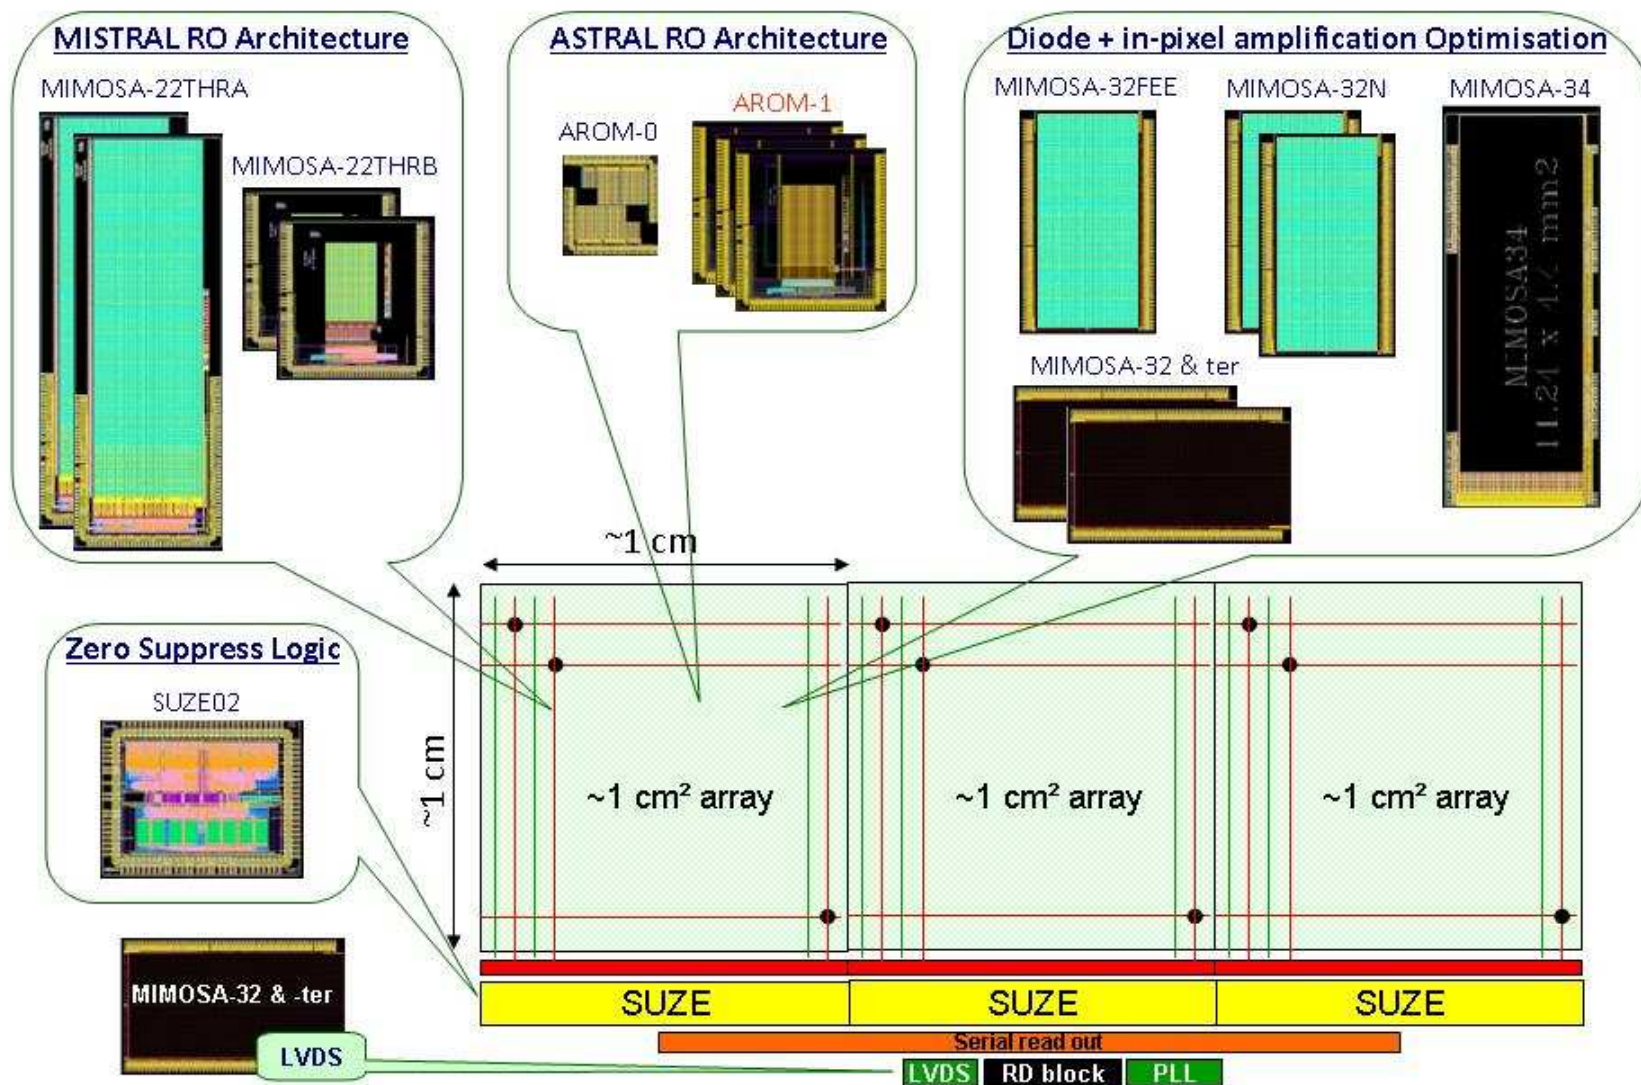 MISTRAL RO Architecture
MIMOSA-22THRA
MIMOSA-22THRB
ASTRAL RO Architecture
AROM-0
AROM-1
Diode + in-pixel amplification Optimisation
MIMOSA-32FEE
MIMOSA-32N
MIMOSA-34
MIMOSA34
MIMOSA-32 & ter
~1 cm
~1 cm
Zero Suppress Logic
SUZE02
~1 cm² array
~1 cm² array
~1 cm² array
MIMOSA-32 & -ter
LVDS
SUZE
SUZE
SUZE
Serial read out
LVDS
RD block
PLL